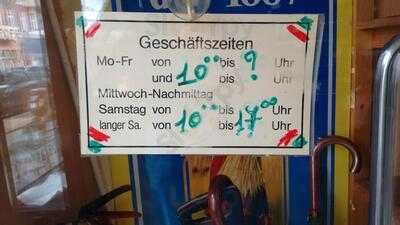 Geschäftszeiten
Mo-Fr von bis Uhr
und 10⁰⁰ bis ? Uhr
Mittwoch-Nachmittag
Samstag von bis Uhr
langer Sa. von 10⁰⁰ bis 17⁰⁰ Uhr